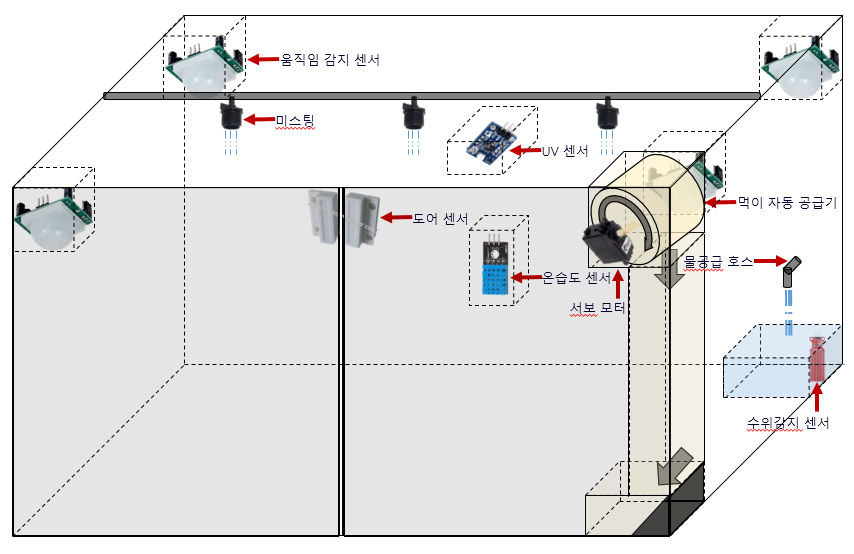 움직임 감지 센서
미스팅
UV 센서
먹이 자동 공급기
도어 센서
물공급 호스
온습도 센서
서보 모터
수위감지 센서